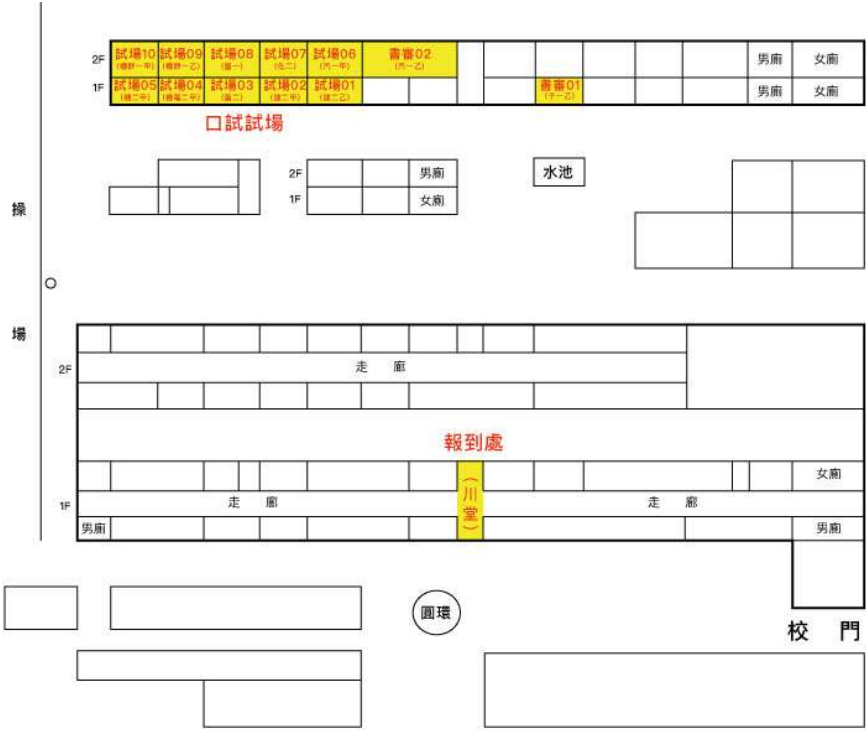 2F 試場10 試場09 試場08 試場07 試場06 書審02 男廁 女廁
(化二)
1F 試場05 試場04 試場03 試場02 試場01 書審01 男廁 女廁
口試試場
2F 男廁
1F 女廁
水池
操
場
2F 走 廊
報到處
(川堂)
女廁
1F 走 廊 走 廊
男廁 男廁
圓環
校 門